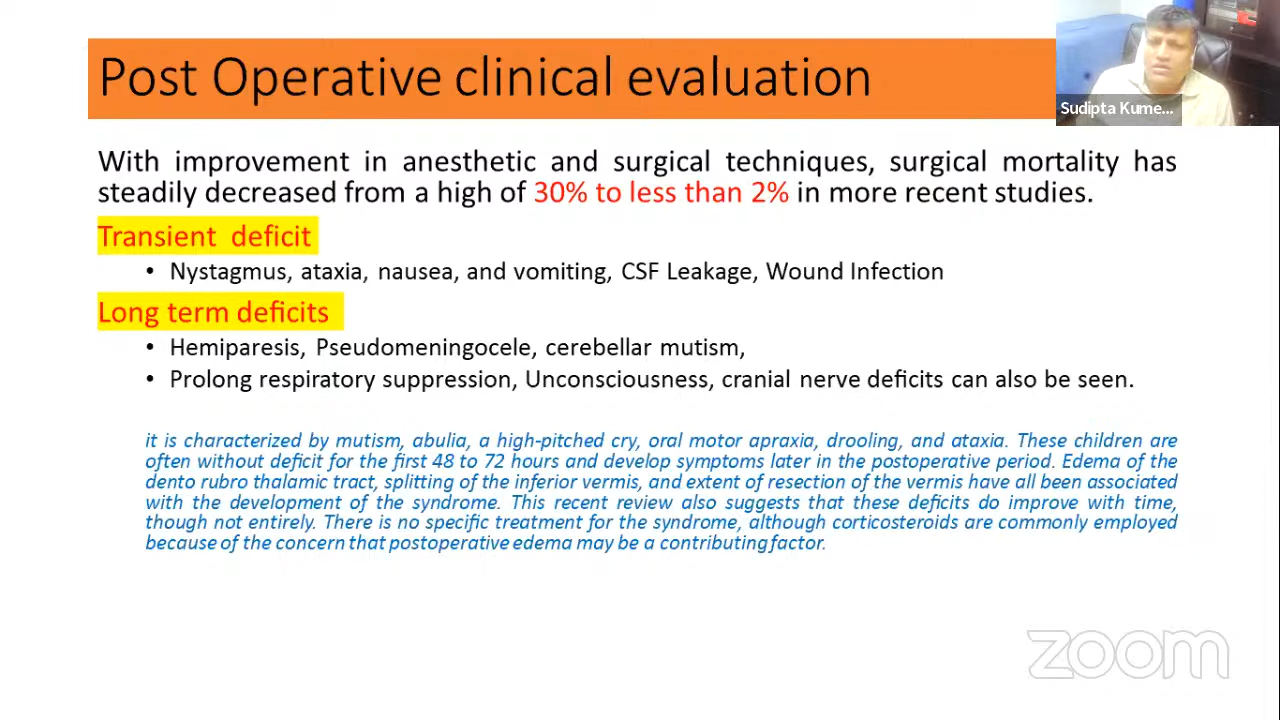 Post Operative clinical evaluation
Sudipta Kume...
With improvement in anesthetic and surgical techniques, surgical mortality has
steadily decreased from a high of 30% to less than 2% in more recent studies.
Transient deficit
• Nystagmus, ataxia, nausea, and vomiting, CSF Leakage, Wound Infection
Long term deficits
• Hemiparesis, Pseudomeningocele, cerebellar mutism,
• Prolong respiratory suppression, Unconsciousness, cranial nerve deficits can also be seen.
it is characterized by mutism, abulia, a high-pitched cry, oral motor apraxia, drooling, and ataxia. These children are
often without deficit for the first 48 to 72 hours and develop symptoms later in the postoperative period. Edema of the
dento rubro thalamic tract, splitting of the inferior vermis, and extent of resection of the vermis have all been associated
with the development of the syndrome. This recent review also suggests that these deficits do improve with time,
though not entirely. There is no specific treatment for the syndrome, although corticosteroids are commonly employed
because of the concern that postoperative edema may be a contributing factor.
zoom